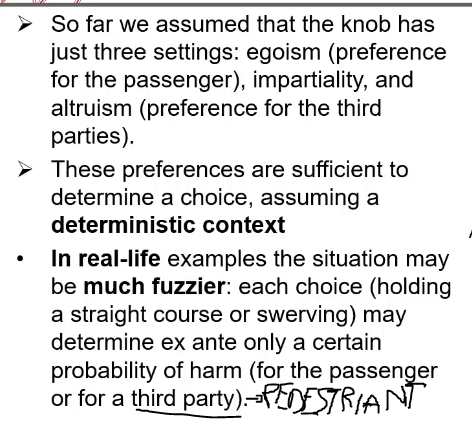 ➤ So far we assumed that the knob has
just three settings: egoism (preference
for the passenger), impartiality, and
altruism (preference for the third
parties).
➤ These preferences are sufficient to
determine a choice, assuming a
deterministic context
• In real-life examples the situation may
be much fuzzier: each choice (holding
a straight course or swerving) may
determine ex ante only a certain
probability of harm (for the passenger
or for a third party).→PEDESTRIANT